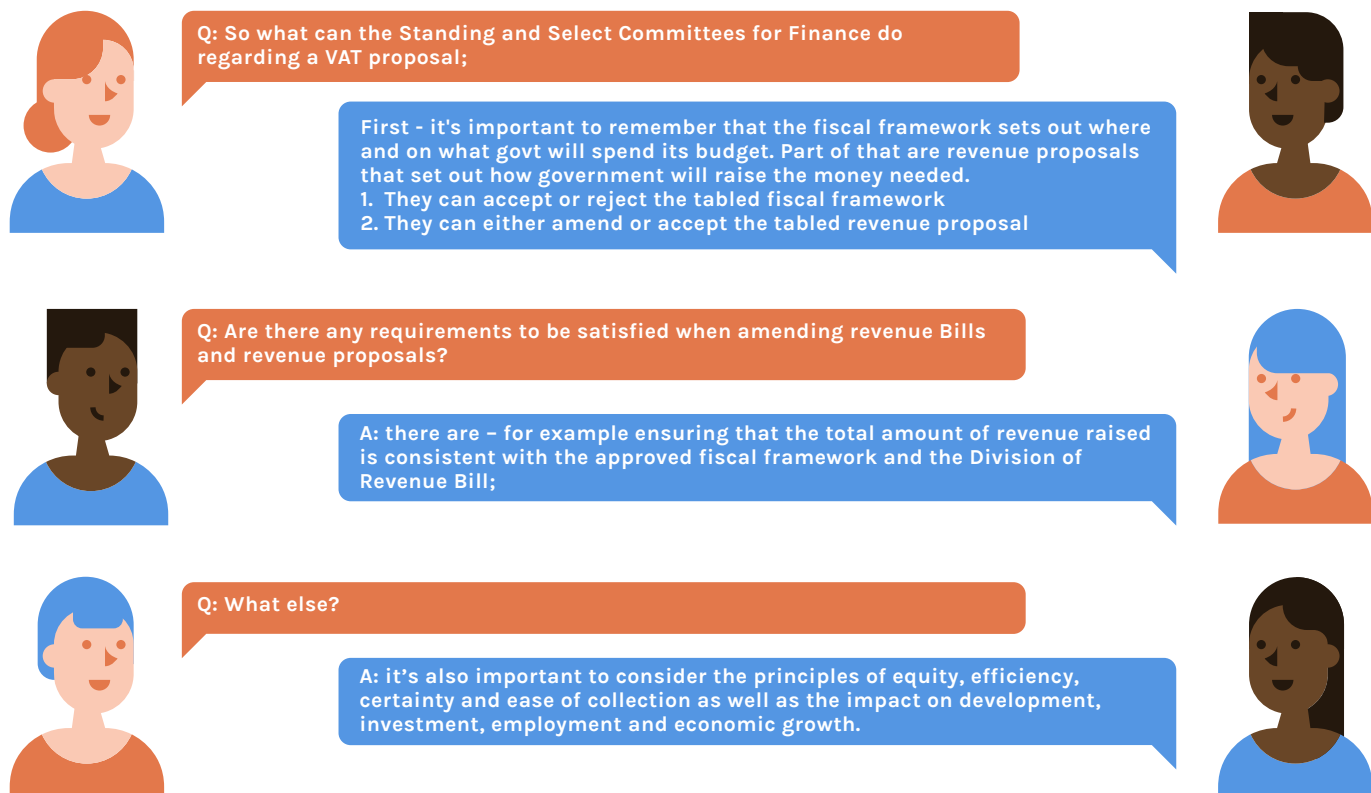 Q: So what can the Standing and Select Committees for Finance do
regarding a VAT proposal;
First - it's important to remember that the fiscal framework sets out where
and on what govt will spend its budget. Part of that are revenue proposals
that set out how government will raise the money needed.
1. They can accept or reject the tabled fiscal framework
2. They can either amend or accept the tabled revenue proposal
Q: Are there any requirements to be satisfied when amending revenue Bills
and revenue proposals?
A: there are – for example ensuring that the total amount of revenue raised
is consistent with the approved fiscal framework and the Division of
Revenue Bill;
Q: What else?
A: it’s also important to consider the principles of equity, efficiency,
certainty and ease of collection as well as the impact on development,
investment, employment and economic growth.